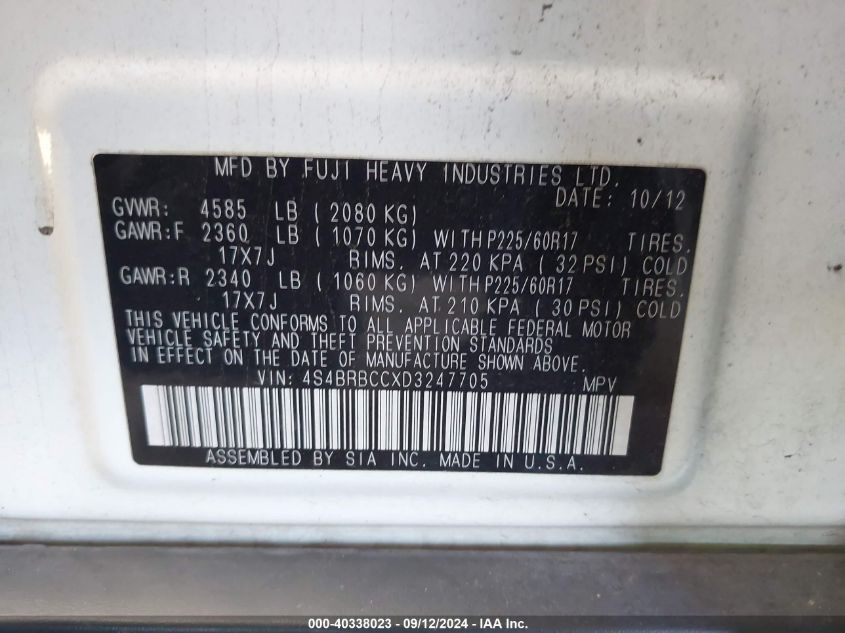 MFD BY FUJI HEAVY INDUSTRIES LTD.
DATE: 10/12
GVWR: 4585 LB ( 2080 KG)
GAWR:F 2360 LB ( 1070 KG) WITH P225/60R17 TIRES.
17X7J RIMS. AT 220 KPA ( 32 PSI) COLD
GAWR:R 2340 LB ( 1060 KG) WITH P225/60R17 TIRES.
17X7J RIMS. AT 210 KPA ( 30 PSI) COLD
THIS VEHICLE CONFORMS TO ALL APPLICABLE FEDERAL MOTOR
VEHICLE SAFETY AND THEFT PREVENTION STANDARDS
IN EFFECT ON THE DATE OF MANUFACTURE SHOWN ABOVE.
VIN: 4S4BRBCCXD3247705 MPV
ASSEMBLED BY SIA INC. MADE IN U.S.A.
000-40338023 - 09/12/2024 - IAA Inc.